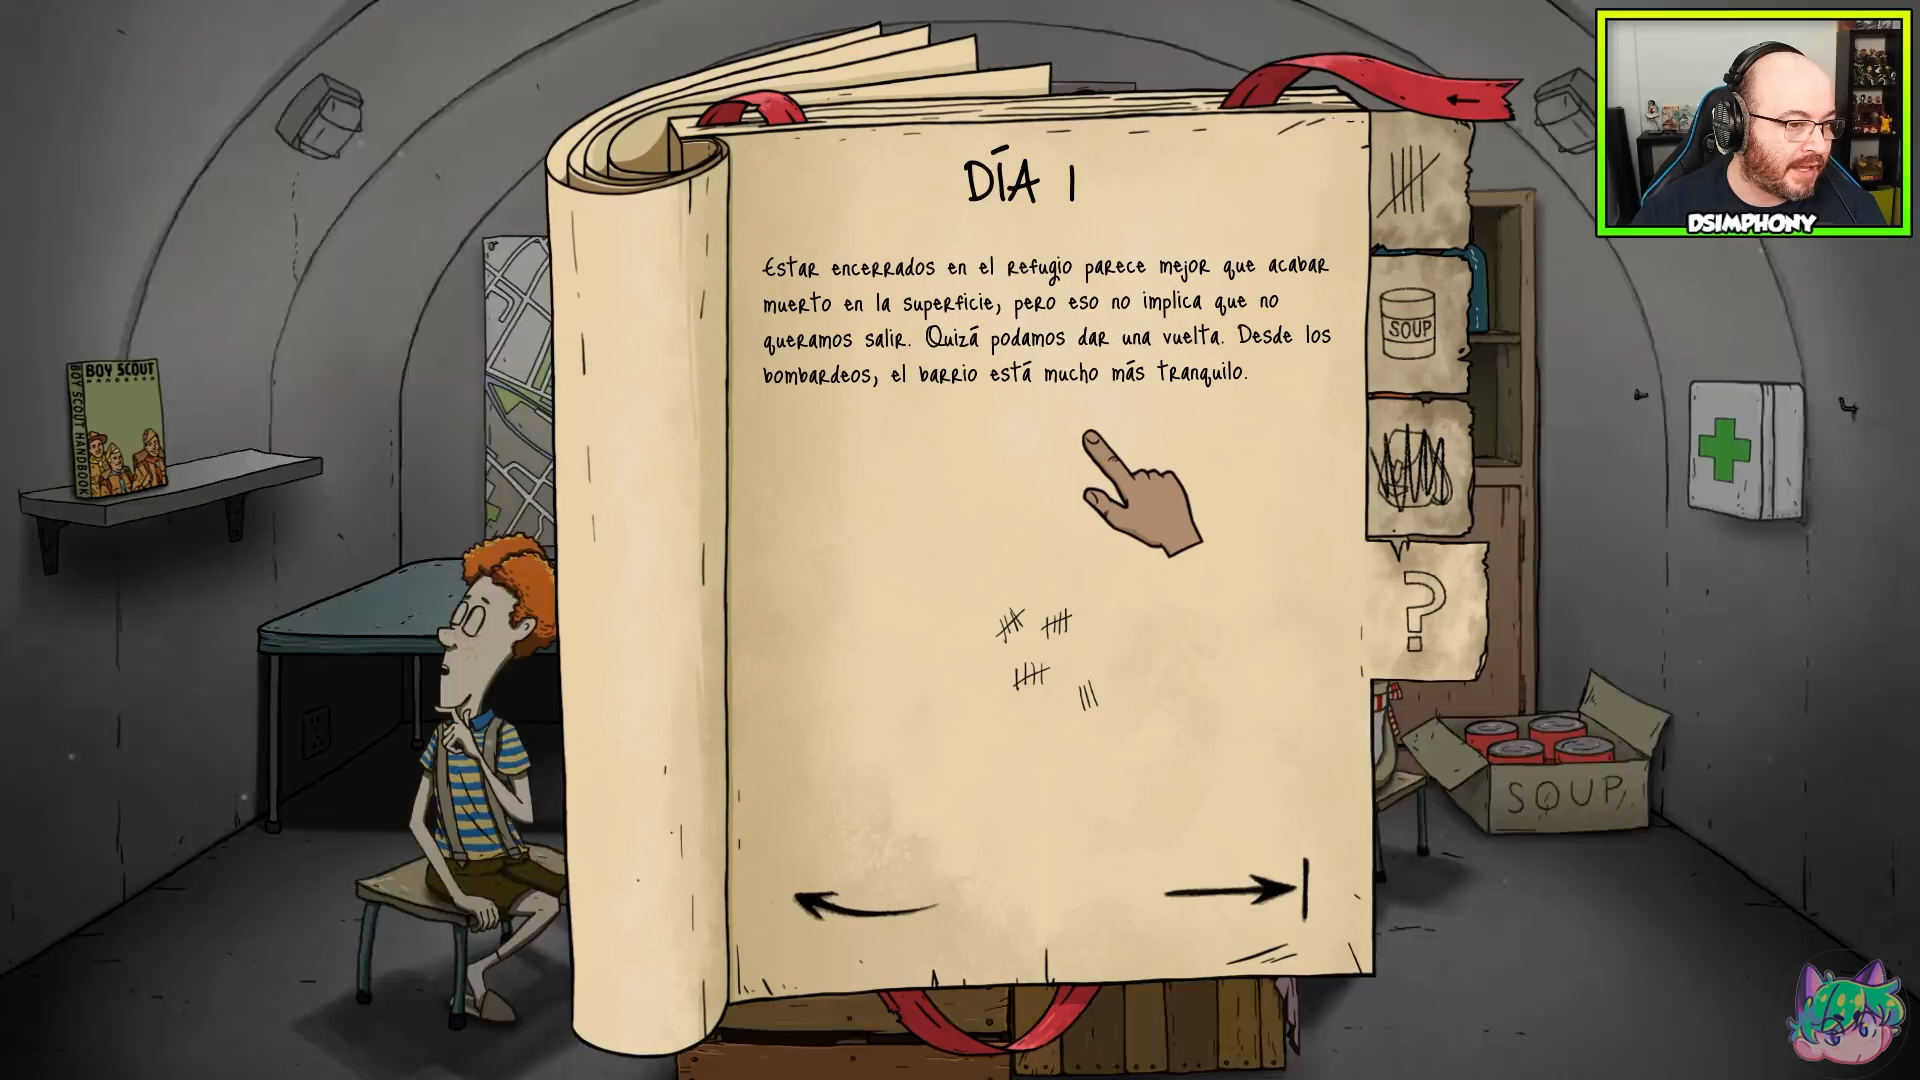 DÍA 1
Estar encerrados en el refugio parece mejor que acabar
muerto en la superficie, pero eso no implica que no
queramos salir. Quizá podamos dar una vuelta. Desde los
bombardeos, el barrio está mucho más tranquilo.
SOUP
?
BOY SCOUT
HANDBOOK
BOY SCOUT HANDBOOK
SOUP
DSIMPHONY